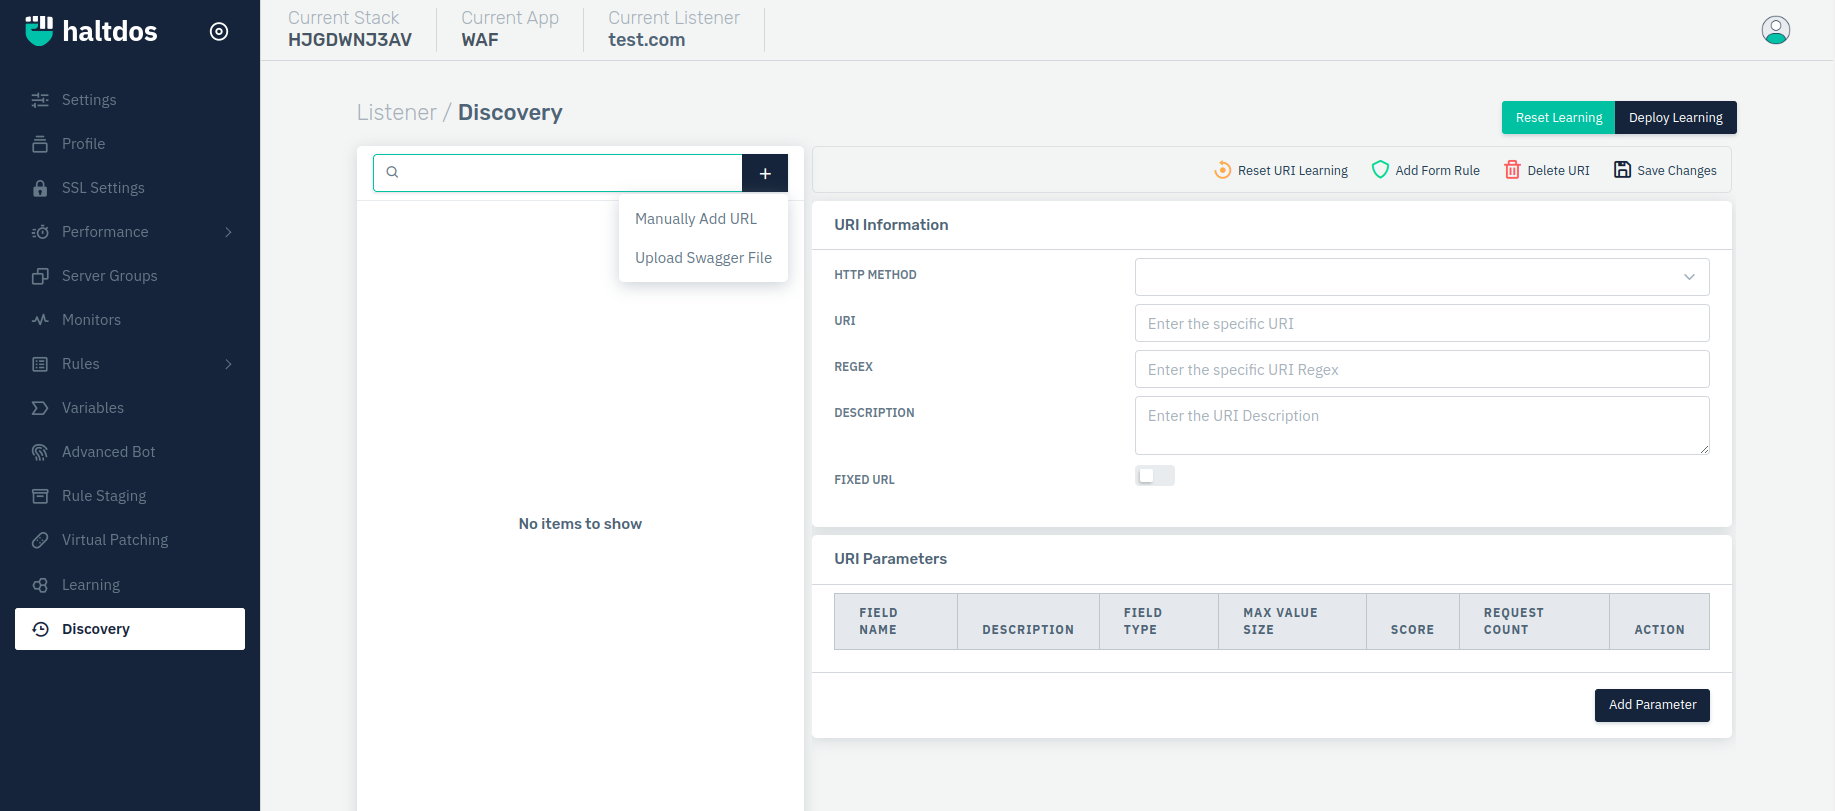 haltdos
Current Stack
HJGDWNJ3AV
Current App
WAF
Current Listener
test.com
Settings
Profile
SSL Settings
Performance
Server Groups
Monitors
Rules
Variables
Advanced Bot
Rule Staging
Virtual Patching
Learning
Discovery
Listener / Discovery
Reset Learning
Deploy Learning
+
Manually Add URL
Upload Swagger File
No items to show
Reset URI Learning
Add Form Rule
Delete URI
Save Changes
URI Information
HTTP METHOD
URI
Enter the specific URI
REGEX
Enter the specific URI Regex
DESCRIPTION
Enter the URI Description
FIXED URL
URI Parameters
FIELD
NAME
DESCRIPTION
FIELD
TYPE
MAX VALUE
SIZE
SCORE
REQUEST
COUNT
ACTION
Add Parameter